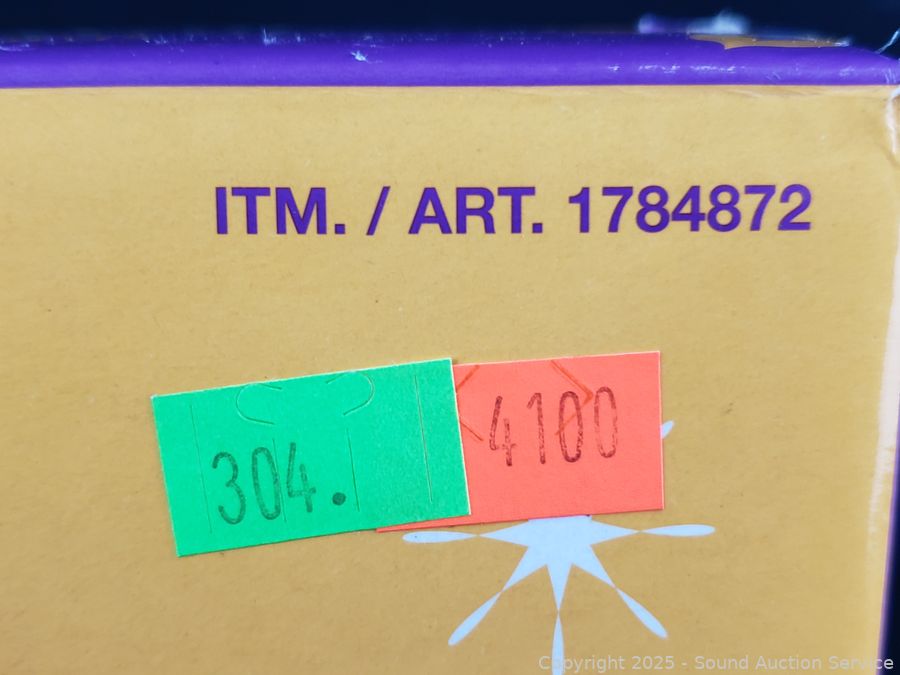 ITM. / ART. 1784872
304.
4100
Copyright 2025 - Sound Auction Service